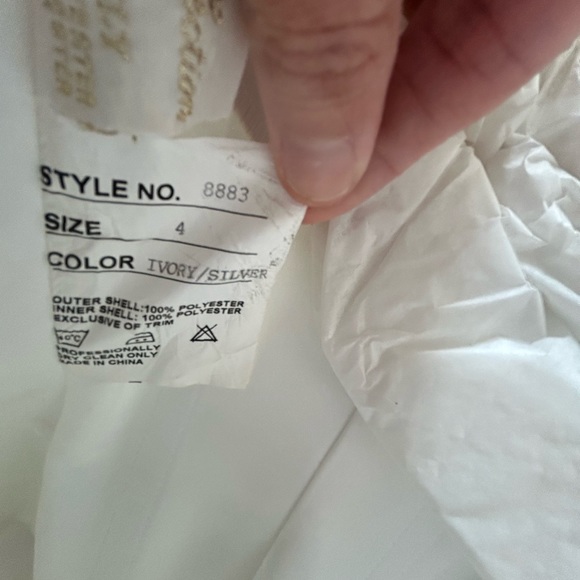 STYLE NO. 8883
SIZE 4
COLOR IVORY/SILVER
OUTER SHELL:100% POLYESTER
INNER SHELL: 100% POLYESTER
EXCLUSIVE OF TRIM
PROFESSIONALLY
DRY CLEAN ONLY
MADE IN CHINA